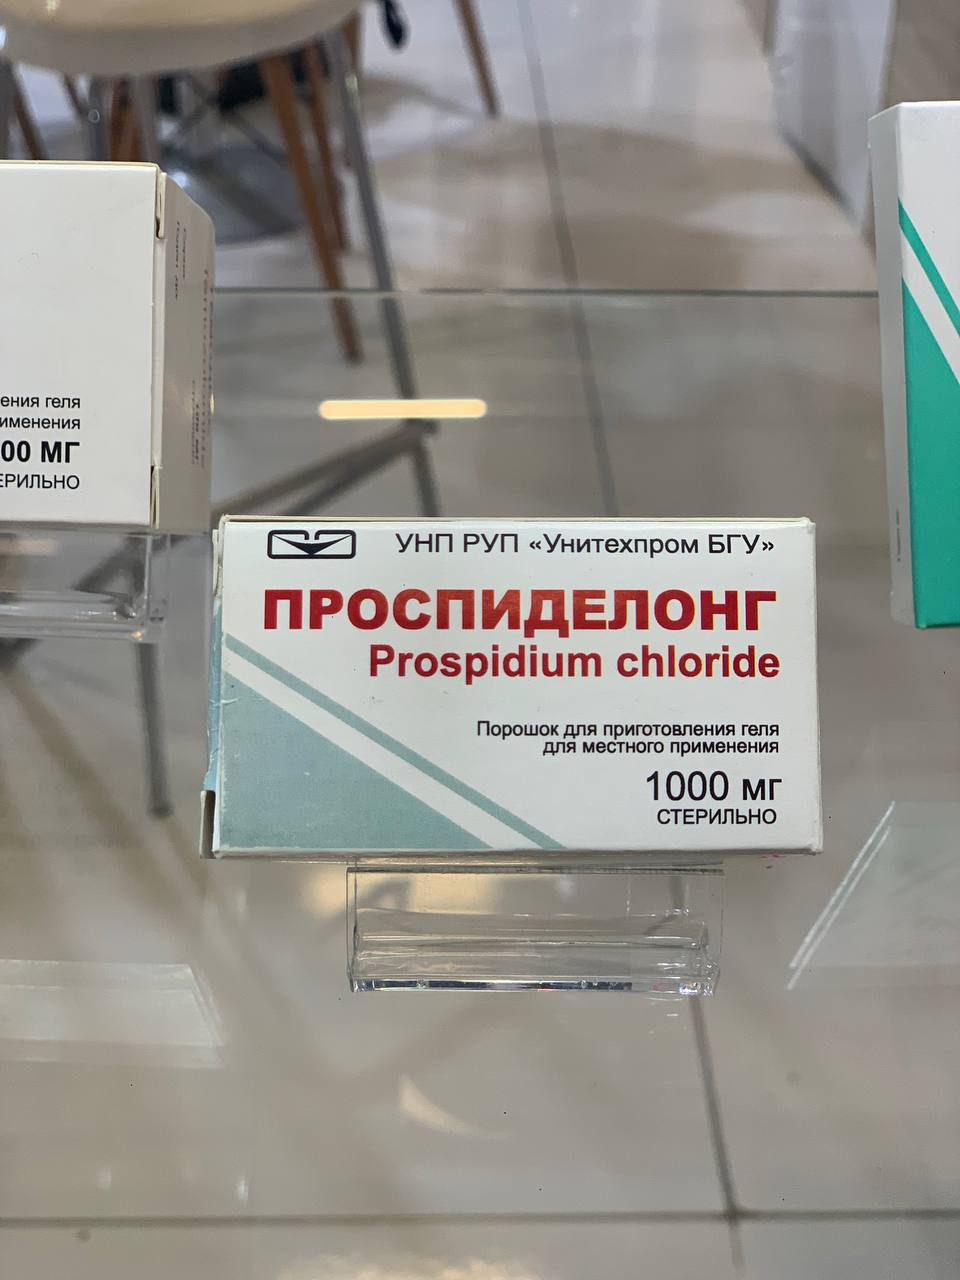 ения геля
именения
00 МГ
ЕРИЛЬНО
УНП РУП «Унитехпром БГУ»
ПРОСПИДЕЛОНГ
Prospidium chloride
Порошок для приготовления геля
для местного применения
1000 мг
СТЕРИЛЬНО